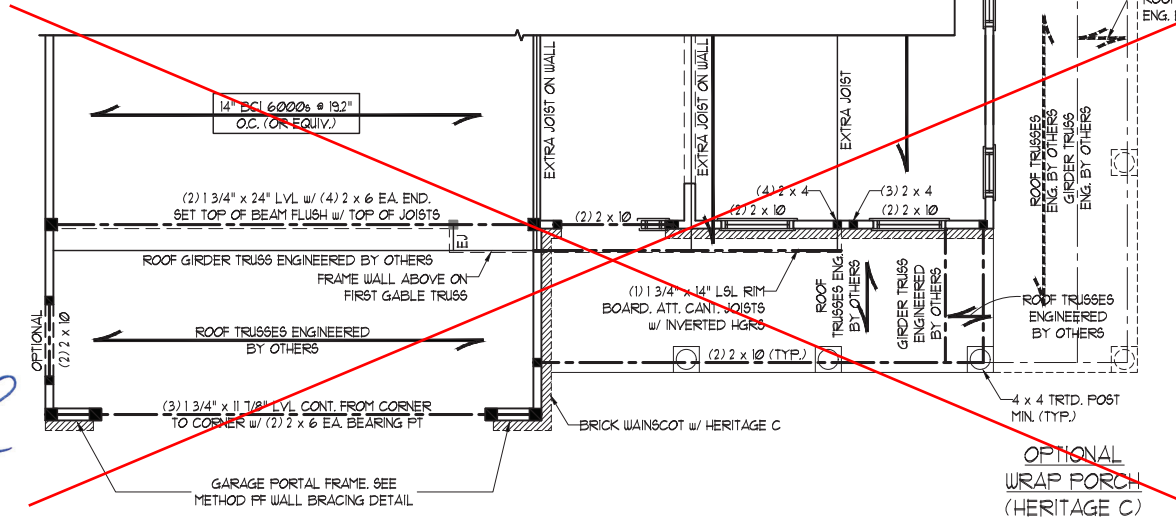 ROOF
ENG. B
14" BCI 6000s @ 19.2"
O.C. (OR EQUIV.)
EXTRA JOIST ON WALL
EXTRA JOIST ON WALL
EXTRA JOIST
ROOF TRUSSES
ENG. BY OTHERS
GIRDER TRUSS
ENG. BY OTHERS
(2) 1 3/4" x 24" LVL w/ (4) 2 x 6 EA. END.
SET TOP OF BEAM FLUSH w/ TOP OF JOISTS
(2) 2 x 10
(4) 2 x 4
(2) 2 x 10
(3) 2 x 4
(2) 2 x 10
EJ
ROOF GIRDER TRUSS ENGINEERED BY OTHERS
FRAME WALL ABOVE ON
FIRST GABLE TRUSS
(1) 1 3/4" x 14" LSL RIM
BOARD. ATT. CANT. JOISTS
w/ INVERTED HGRS
ROOF
TRUSSES ENG.
BY OTHERS
GIRDER TRUSS
ENGINEERED
BY OTHERS
ROOF TRUSSES
ENGINEERED
BY OTHERS
OPTIONAL
(2) 2 x 10
ROOF TRUSSES ENGINEERED
BY OTHERS
(2) 2 x 10 (TYP.)
(3) 1 3/4" x 11 7/8" LVL CONT. FROM CORNER
TO CORNER w/ (2) 2 x 6 EA. BEARING PT
BRICK WAINSCOT w/ HERITAGE C
4 x 4 TRTD. POST
MIN. (TYP.)
GARAGE PORTAL FRAME. SEE
METHOD PF WALL BRACING DETAIL
OPTIONAL
WRAP PORCH
(HERITAGE C)